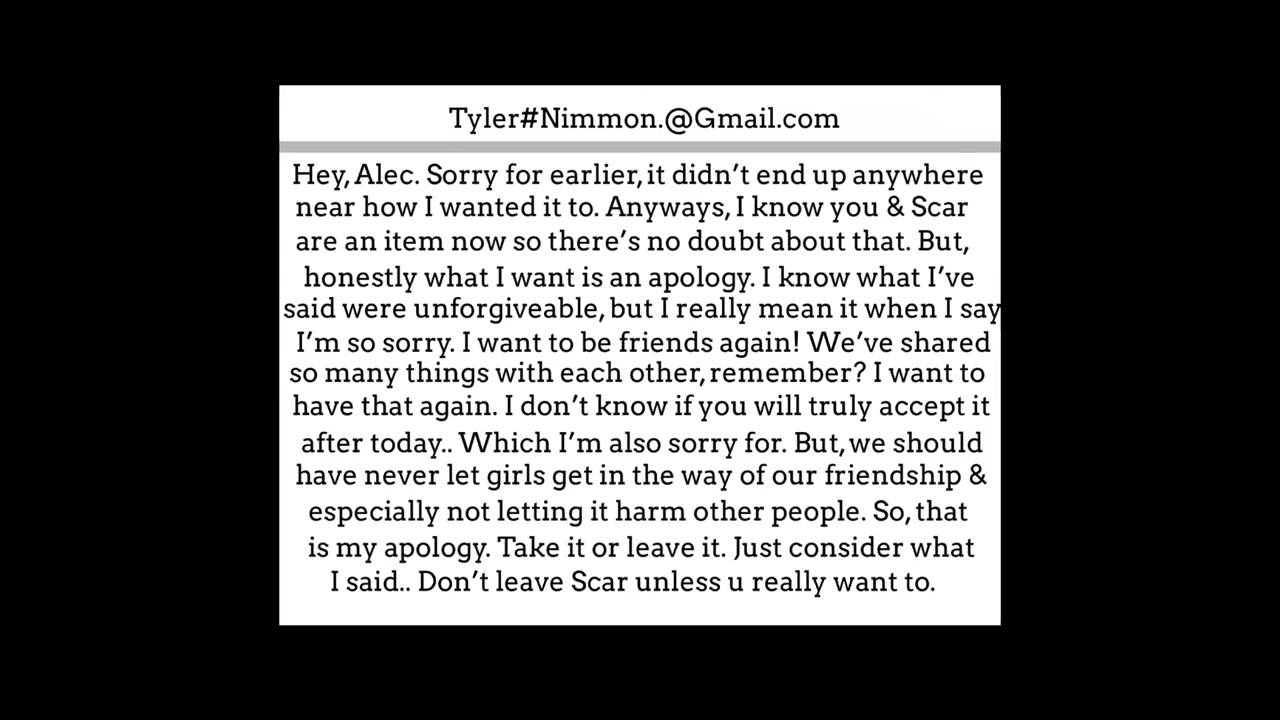 Tyler#Nimmon.@Gmail.com
Hey, Alec. Sorry for earlier, it didn't end up anywhere
near how I wanted it to. Anyways, I know you & Scar
are an item now so there's no doubt about that. But,
honestly what I want is an apology. I know what I've
said were unforgiveable, but I really mean it when I say
I'm so sorry. I want to be friends again! We've shared
so many things with each other, remember? I want to
have that again. I don't know if you will truly accept it
after today.. Which I'm also sorry for. But, we should
have never let girls get in the way of our friendship &
especially not letting it harm other people. So, that
is my apology. Take it or leave it. Just consider what
I said.. Don't leave Scar unless u really want to.